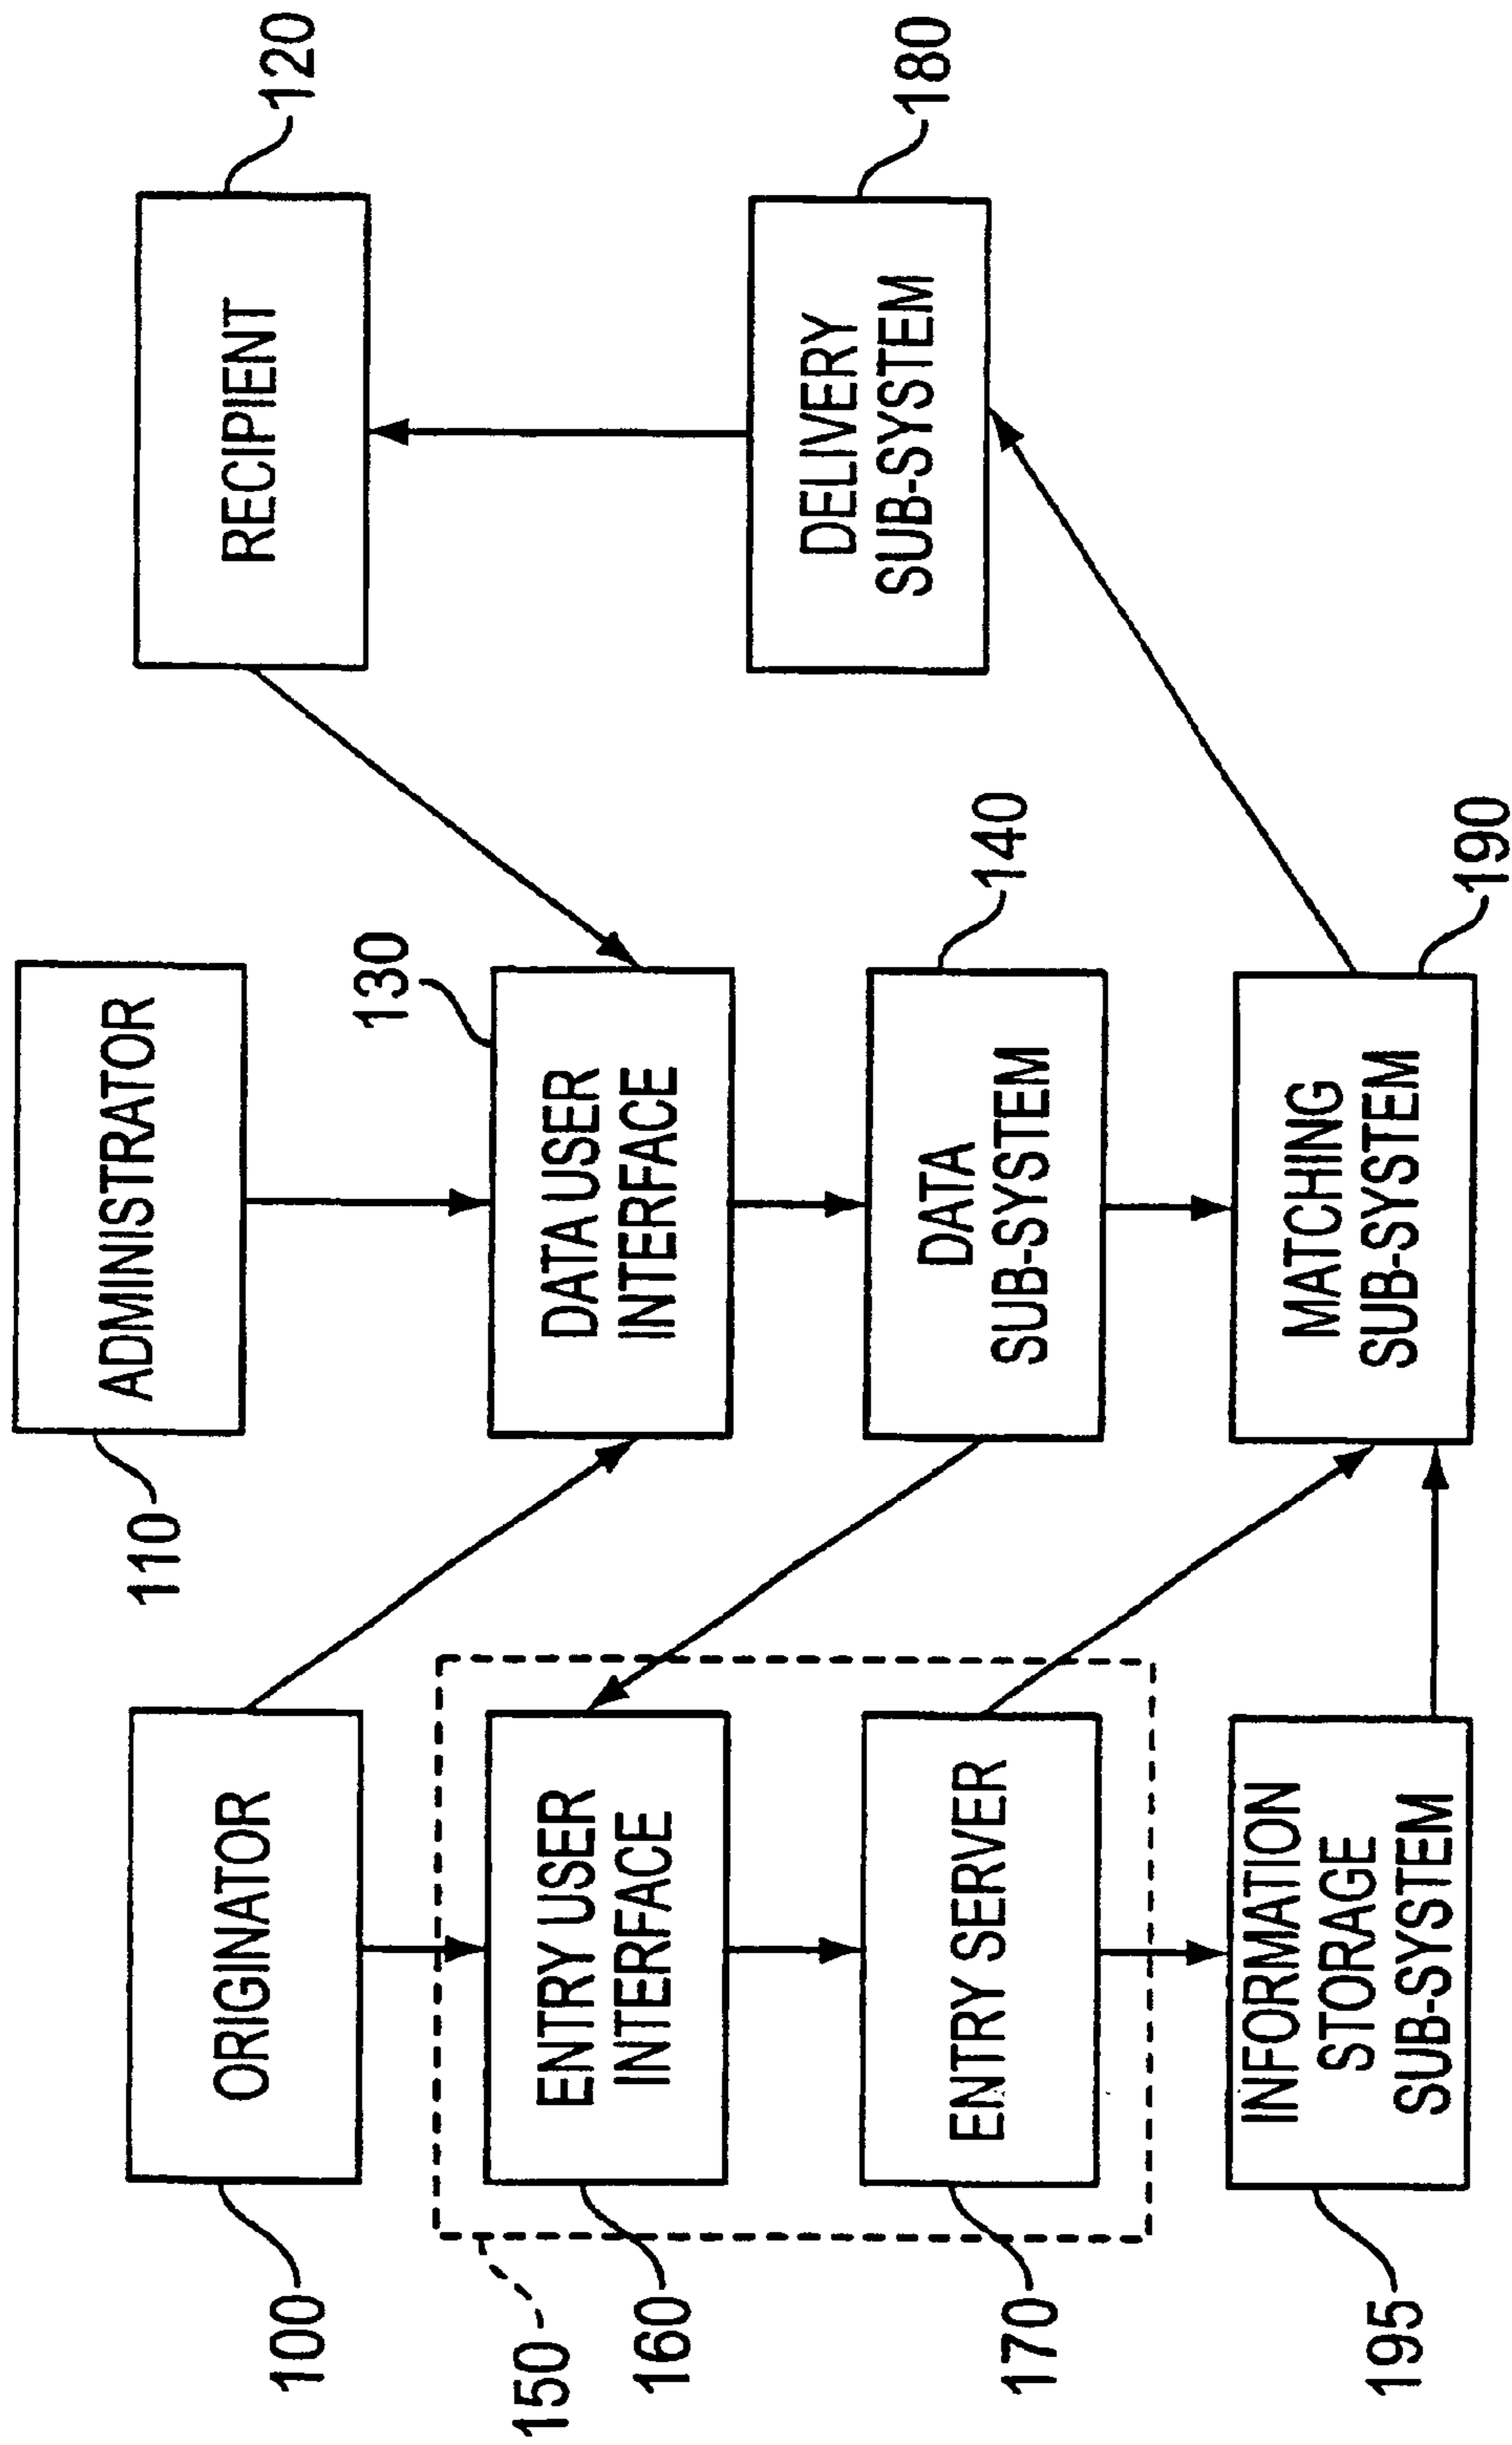 110
ADMINISTRATOR
100
ORIGINATOR
RECIPIENT
120
130
150
160
ENTRY USER
INTERFACE
DATA USER
INTERFACE
170
ENTRY SERVER
DATA
SUB-SYSTEM
140
DELIVERY
SUB-SYSTEM
180
195
INFORMATION
STORAGE
SUB-SYSTEM
MATCHING
SUB-SYSTEM
190